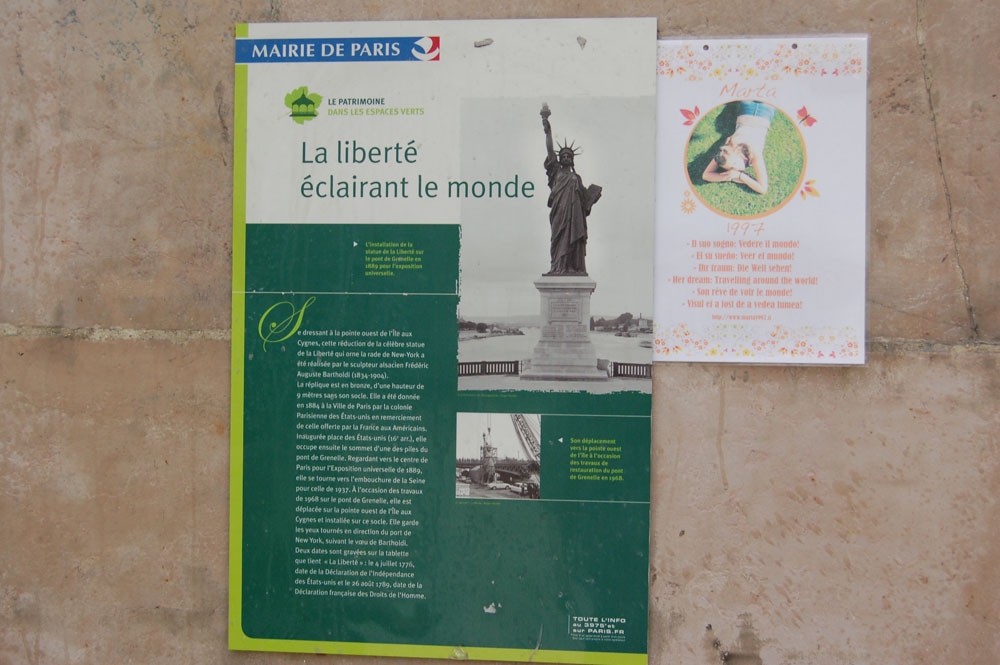 MAIRIE DE PARIS
LE PATRIMOINE
DANS LES ESPACES VERTS
La liberté
éclairant le monde
L'installation de la
statue de la Liberté sur
le pont de Grenelle en
1889 pour l'exposition
universelle.
Se dressant à la pointe ouest de l'Île aux
Cygnes, cette réduction de la célèbre statue
de la Liberté qui orne la rade de New-York a
été réalisée par le sculpteur alsacien Frédéric
Auguste Bartholdi (1834-1904).
La réplique est en bronze, d'une hauteur de
9 mètres sans son socle. Elle a été donnée
en 1884 à la Ville de Paris par la colonie
Parisienne des États-unis en remerciement
de celle offerte par la France aux Américains.
Inaugurée place des États-unis (16e arr.), elle
occupe ensuite le sommet d'une des piles du
pont de Grenelle. Regardant vers le centre de
Paris pour l'Exposition universelle de 1889,
elle se tourne vers l'embouchure de la Seine
pour celle de 1937. À l'occasion des travaux
de 1968 sur le pont de Grenelle, elle est
déplacée sur la pointe ouest de l'Île aux
Cygnes et installée sur ce socle. Elle garde
les yeux tournés en direction du port de
New York, suivant le vœu de Bartholdi.
Deux dates sont gravées sur la tablette
que tient « La Liberté » : le 4 juillet 1776,
date de la Déclaration de l'Indépendance
des États-unis et le 26 août 1789, date de la
Déclaration française des Droits de l'Homme.
Son déplacement
vers la pointe ouest
de l'Île à l'occasion
des travaux de
restauration du pont
de Grenelle en 1968.
TOUTE L'INFO
au 3975* et
sur PARIS.FR
Marta
1997
- Il suo sogno: Vedere il mondo!
- El su sueño: Veer el mundo!
- Ihr traum: Die Welt sehen!
- Her dream: Travelling around the world!
- Son rêve de voir le monde!
- Visul ei a fost de a vedea lumea!